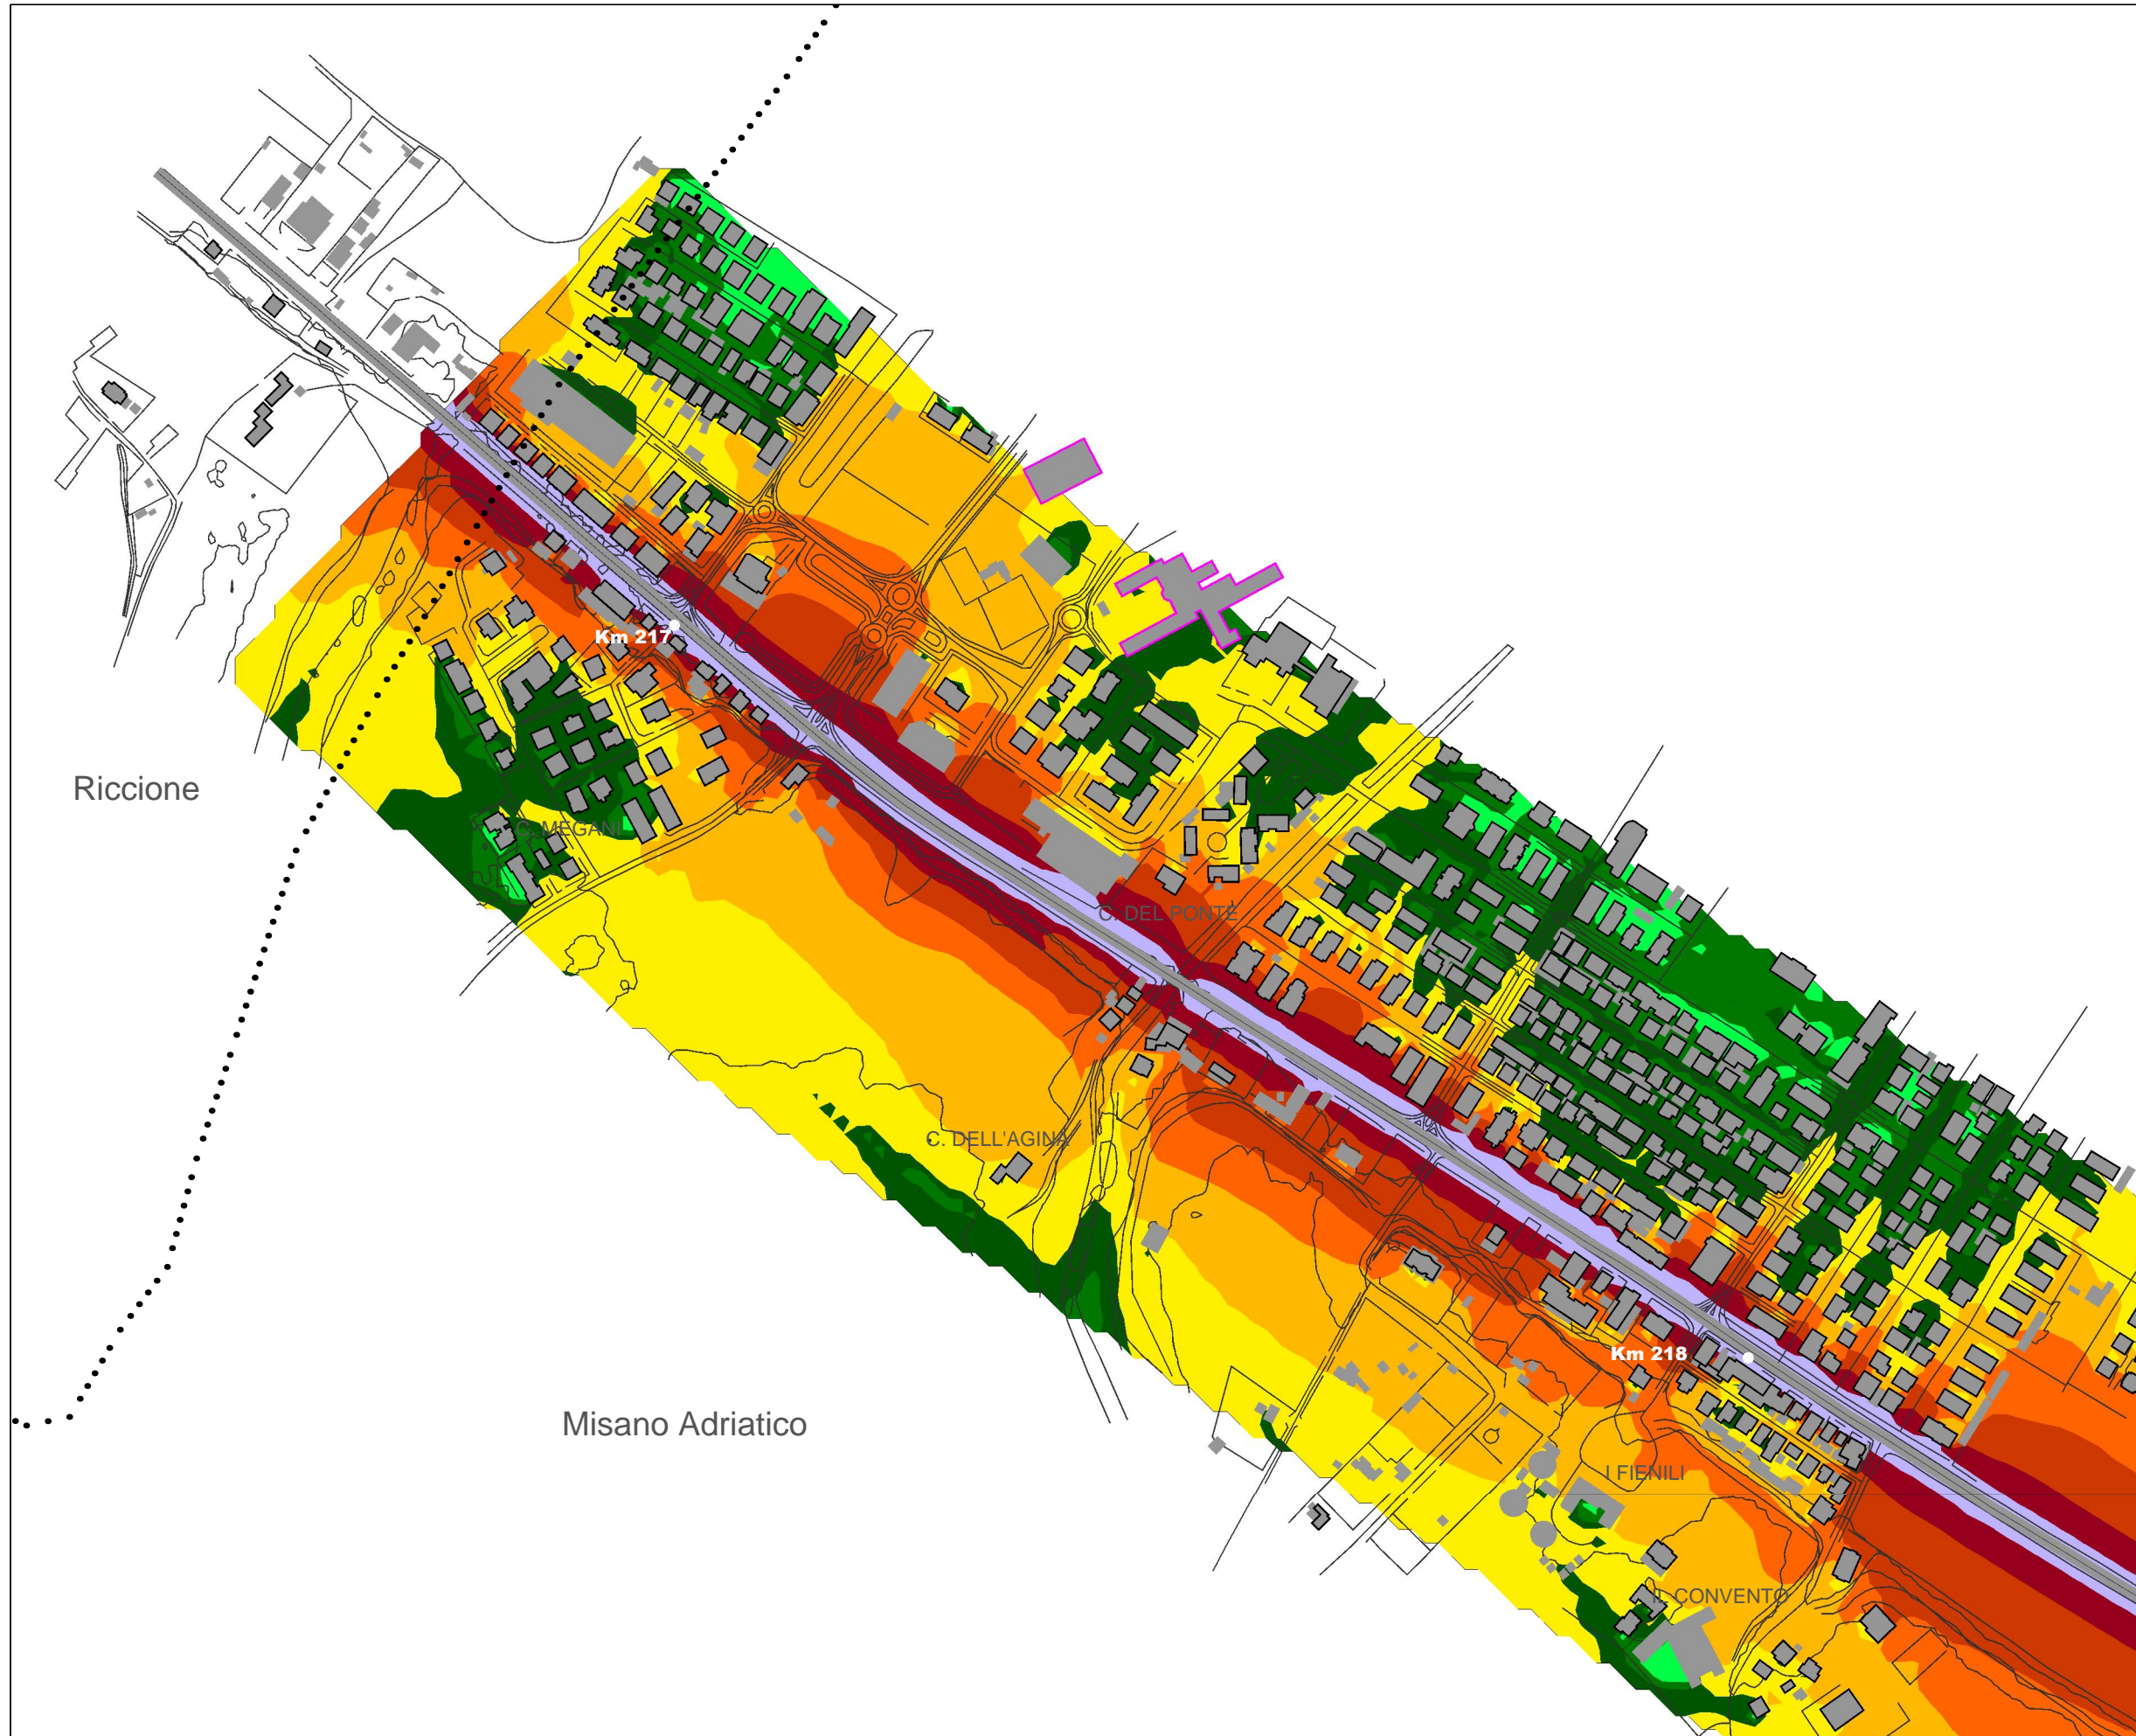 Km 217
Riccione
C. MEGANI
C. DEL PONTE
C. DELL'AGINA
Km 218
Misano Adriatico
I FIENILI
IL CONVENTO